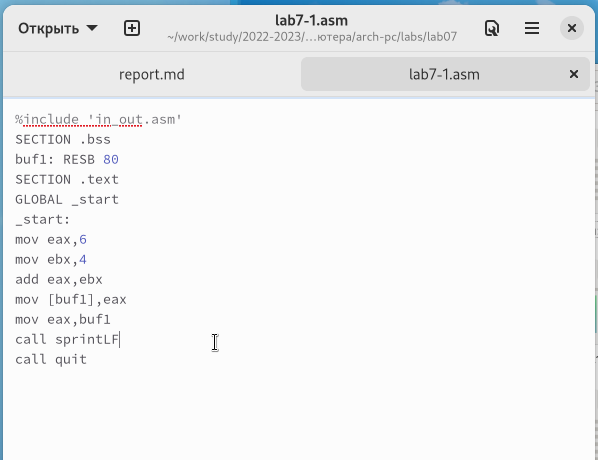 Открыть
lab7-1.asm
~/work/study/2022-2023/…ютера/arch-pc/labs/lab07
report.md
lab7-1.asm
%include 'in_out.asm'
SECTION .bss
buf1: RESB 80
SECTION .text
GLOBAL _start
_start:
mov eax,6
mov ebx,4
add eax,ebx
mov [buf1],eax
mov eax,buf1
call sprintLF
call quit